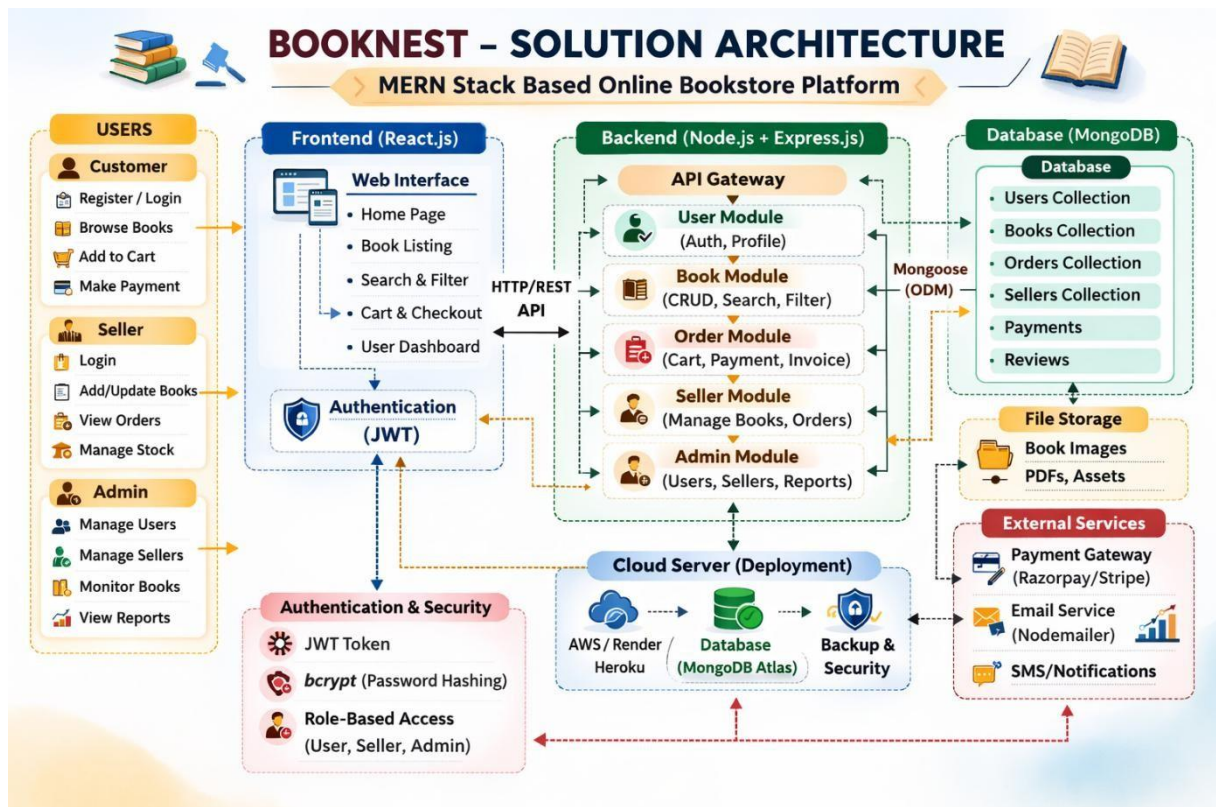 BOOKNEST – SOLUTION ARCHITECTURE
MERN Stack Based Online Bookstore Platform
USERS
Customer
Register / Login
Browse Books
Add to Cart
Make Payment
Seller
Login
Add/Update Books
View Orders
Manage Stock
Admin
Manage Users
Manage Sellers
Monitor Books
View Reports
Frontend (React.js)
Web Interface
• Home Page
• Book Listing
• Search & Filter
• Cart & Checkout
• User Dashboard
Authentication
(JWT)
HTTP/REST
API
Backend (Node.js + Express.js)
API Gateway
User Module
(Auth, Profile)
Book Module
(CRUD, Search, Filter)
Order Module
(Cart, Payment, Invoice)
Seller Module
(Manage Books, Orders)
Admin Module
(Users, Sellers, Reports)
Mongoose
(ODM)
Database (MongoDB)
Database
• Users Collection
• Books Collection
• Orders Collection
• Sellers Collection
• Payments
• Reviews
File Storage
Book Images
PDFs, Assets
External Services
Payment Gateway
(Razorpay/Stripe)
Email Service
(Nodemailer)
SMS/Notifications
Cloud Server (Deployment)
AWS / Render
Heroku
Database
(MongoDB Atlas)
Backup &
Security
Authentication & Security
JWT Token
bcrypt (Password Hashing)
Role-Based Access
(User, Seller, Admin)